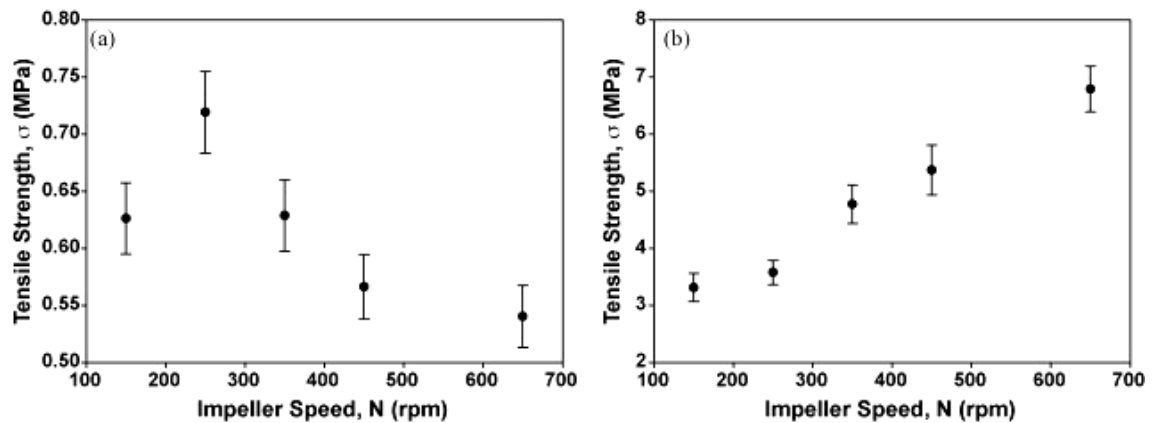 (a)
Tensile Strength, σ (MPa)
0.80
0.75
0.70
0.65
0.60
0.55
0.50
100 200 300 400 500 600 700
Impeller Speed, N (rpm)
(b)
Tensile Strength, σ (MPa)
8
7
6
5
4
3
2
100 200 300 400 500 600 700
Impeller Speed, N (rpm)